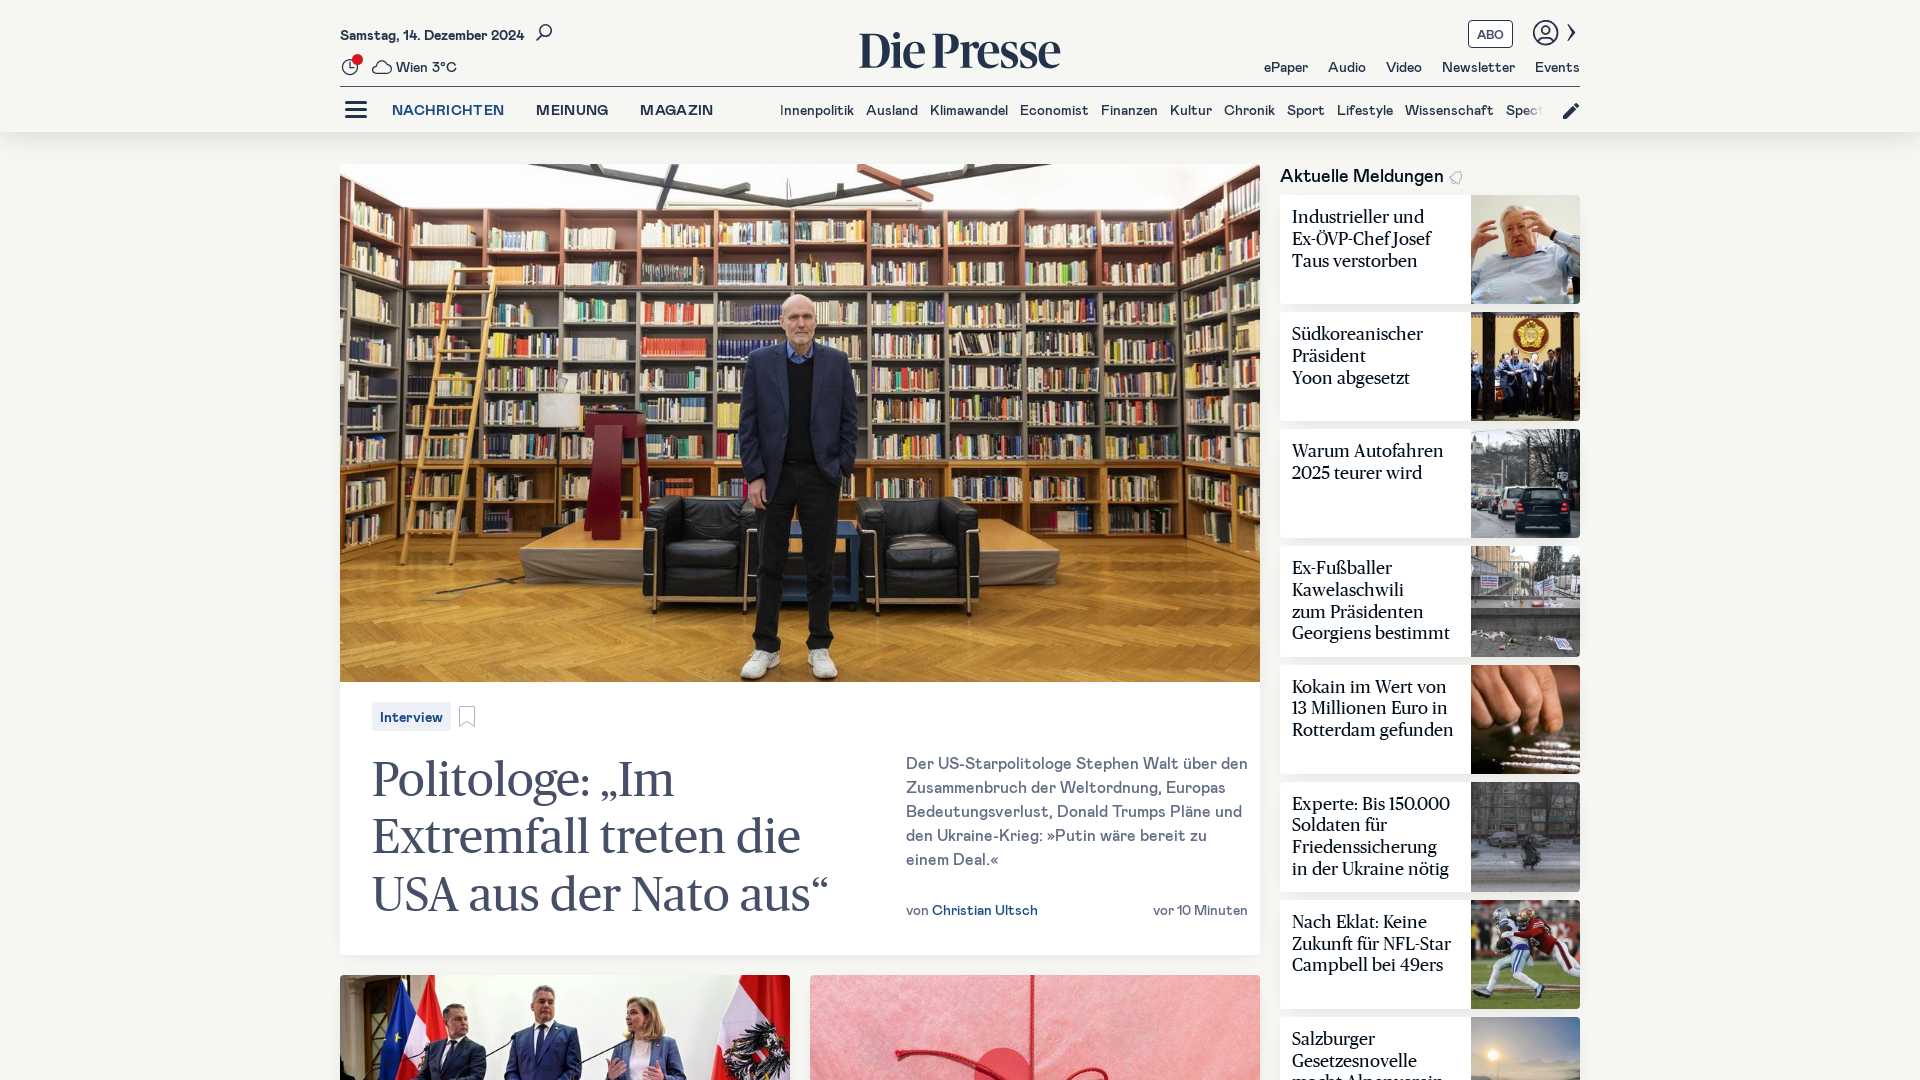 Samstag, 14. Dezember 2024
Wien 3°C
Die Presse
ABO
ePaper Audio Video Newsletter Events
NACHRICHTEN MEINUNG MAGAZIN
Innenpolitik Ausland Klimawandel Economist Finanzen Kultur Chronik Sport Lifestyle Wissenschaft Spect
Interview
Politologe: „Im
Extremfall treten die
USA aus der Nato aus“
Der US-Starpolitologe Stephen Walt über den
Zusammenbruch der Weltordnung, Europas
Bedeutungsverlust, Donald Trumps Pläne und
den Ukraine-Krieg: »Putin wäre bereit zu
einem Deal.«
von Christian Ultsch
vor 10 Minuten
Aktuelle Meldungen
Industrieller und
Ex-ÖVP-Chef Josef
Taus verstorben
Südkoreanischer
Präsident
Yoon abgesetzt
Warum Autofahren
2025 teurer wird
Ex-Fußballer
Kawelaschwili
zum Präsidenten
Georgiens bestimmt
Kokain im Wert von
13 Millionen Euro in
Rotterdam gefunden
Experte: Bis 150.000
Soldaten für
Friedenssicherung
in der Ukraine nötig
Nach Eklat: Keine
Zukunft für NFL-Star
Campbell bei 49ers
Salzburger
Gesetzesnovelle
macht Alpenverein